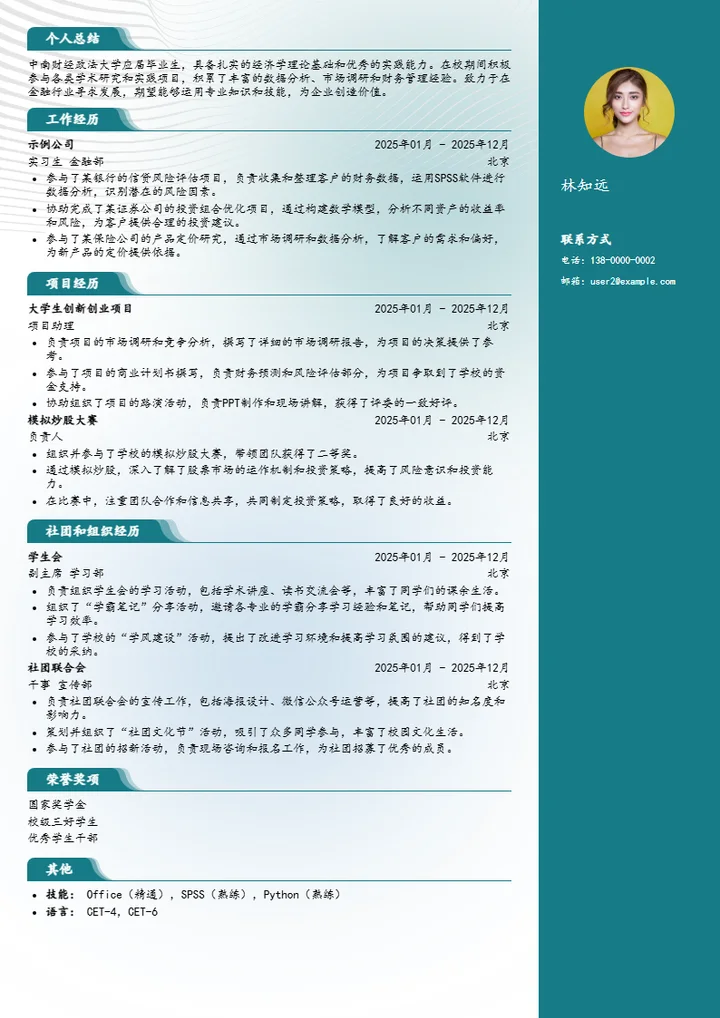 个人总结
中南财经政法大学应届毕业生，具备扎实的经济学理论基础和优秀的实践能力。在校期间积极
参与各类学术研究和实践项目，积累了丰富的数据分析、市场调研和财务管理经验。致力于在
金融行业寻求发展，期望能够运用专业知识和技能，为企业创造价值。
工作经历
示例公司 2025年01月 - 2025年12月
实习生 金融部 北京
• 参与了某银行的信贷风险评估项目，负责收集和整理客户的财务数据，运用SPSS软件进行
数据分析，识别潜在的风险因素。
• 协助完成了某证券公司的投资组合优化项目，通过构建数学模型，分析不同资产的收益率
和风险，为客户提供合理的投资建议。
• 参与了某保险公司的产品定价研究，通过市场调研和数据分析，了解客户的需求和偏好，
为新产品的定价提供依据。
项目经历
大学生创新创业项目 2025年01月 - 2025年12月
项目助理 北京
• 负责项目的市场调研和竞争分析，撰写了详细的市场调研报告，为项目的决策提供了参
考。
• 参与了项目的商业计划书撰写，负责财务预测和风险评估部分，为项目争取到了学校的资
金支持。
• 协助组织了项目的路演活动，负责PPT制作和现场讲解，获得了评委的一致好评。
模拟炒股大赛 2025年01月 - 2025年12月
负责人 北京
• 组织并参与了学校的模拟炒股大赛，带领团队获得了二等奖。
• 通过模拟炒股，深入了解了股票市场的运作机制和投资策略，提高了风险意识和投资能
力。
• 在比赛中，注重团队合作和信息共享，共同制定投资策略，取得了良好的收益。
社团和组织经历
学生会 2025年01月 - 2025年12月
副主席 学习部 北京
• 负责组织学生会的学习活动，包括学术讲座、读书交流会等，丰富了同学们的课余生活。
• 组织了“学霸笔记”分享活动，邀请各专业的学霸分享学习经验和笔记，帮助同学们提高
学习效率。
• 参与了学校的“学风建设”活动，提出了改进学习环境和提高学习氛围的建议，得到了学
校的采纳。
社团联合会 2025年01月 - 2025年12月
干事 宣传部 北京
• 负责社团联合会的宣传工作，包括海报设计、微信公众号运营等，提高了社团的知名度和
影响力。
• 策划并组织了“社团文化节”活动，吸引了众多同学参与，丰富了校园文化生活。
• 参与了社团的招新活动，负责现场咨询和报名工作，为社团招募了优秀的成员。
荣誉奖项
国家奖学金
校级三好学生
优秀学生干部
其他
• 技能： Office（精通）, SPSS（熟练）, Python（熟练）
• 语言： CET-4, CET-6
林知远
联系方式
电话：138-0000-0002
邮箱：user2@example.com